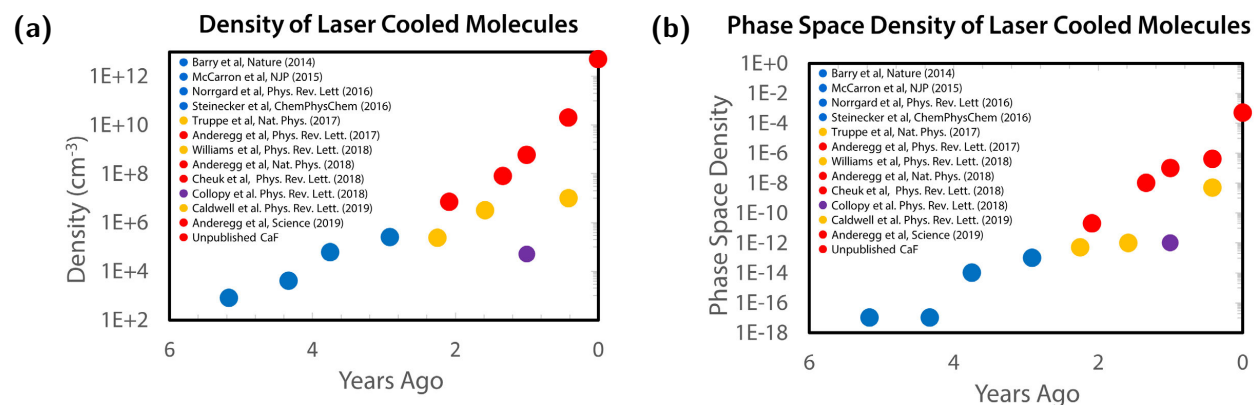 (a)
Density of Laser Cooled Molecules
Density (cm⁻³)
1E+12
1E+10
1E+8
1E+6
1E+4
1E+2
Barry et al, Nature (2014)
McCarron et al, NJP (2015)
Norrgard et al, Phys. Rev. Lett (2016)
Steinecker et al, ChemPhysChem (2016)
Truppe et al, Nat. Phys. (2017)
Anderegg et al, Phys. Rev. Lett. (2017)
Williams et al, Phys. Rev. Lett. (2018)
Anderegg et al, Nat. Phys. (2018)
Cheuk et al, Phys. Rev. Lett. (2018)
Collopy et al. Phys. Rev. Lett. (2018)
Caldwell et al. Phys. Rev. Lett. (2019)
Anderegg et al, Science (2019)
Unpublished CaF
6 4 2 0
Years Ago
(b)
Phase Space Density of Laser Cooled Molecules
Phase Space Density
1E+0
1E-2
1E-4
1E-6
1E-8
1E-10
1E-12
1E-14
1E-16
1E-18
Barry et al, Nature (2014)
McCarron et al, NJP (2015)
Norrgard et al, Phys. Rev. Lett (2016)
Steinecker et al, ChemPhysChem (2016)
Truppe et al, Nat. Phys. (2017)
Anderegg et al, Phys. Rev. Lett. (2017)
Williams et al, Phys. Rev. Lett. (2018)
Anderegg et al, Nat. Phys. (2018)
Cheuk et al, Phys. Rev. Lett. (2018)
Collopy et al. Phys. Rev. Lett. (2018)
Caldwell et al. Phys. Rev. Lett. (2019)
Anderegg et al, Science (2019)
Unpublished CaF
6 4 2 0
Years Ago